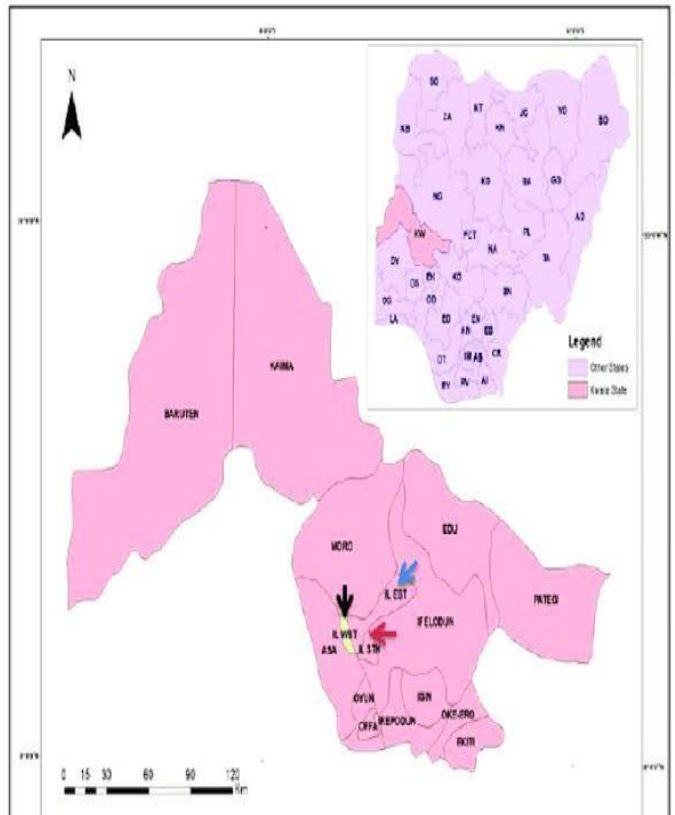 N
SO
KT
ZA
KB
KN
JG
YO
BO
KD
BA
GO
NG
AD
KW
FCT
PL
NA
TA
OY
OS
EK
KG
BN
OG
OD
LA
ED
EN
AN
EB
DT
IM
AB
CR
BY
RV
AI
Legend
Other States
Kwara State
KAIMA
BARUTEN
EDU
MORO
IL EST
PATEGI
IFELODUN
IL WST
ASA
IL STH
OYUN
ISIN
OFFA
IREPODUN
OKE-ERO
EKITI
0 15 30 60 90 120
Km